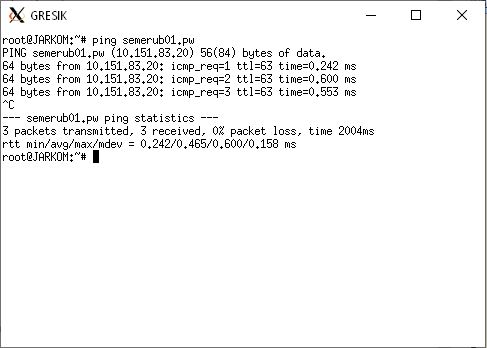 GRESIK
root@JARKOM:~# ping semerub01.pw
PING semerub01.pw (10.151.83.20) 56(84) bytes of data.
64 bytes from 10.151.83.20: icmp_req=1 ttl=63 time=0.242 ms
64 bytes from 10.151.83.20: icmp_req=2 ttl=63 time=0.600 ms
64 bytes from 10.151.83.20: icmp_req=3 ttl=63 time=0.553 ms
^C
--- semerub01.pw ping statistics ---
3 packets transmitted, 3 received, 0% packet loss, time 2004ms
rtt min/avg/max/mdev = 0.242/0.465/0.600/0.158 ms
root@JARKOM:~#